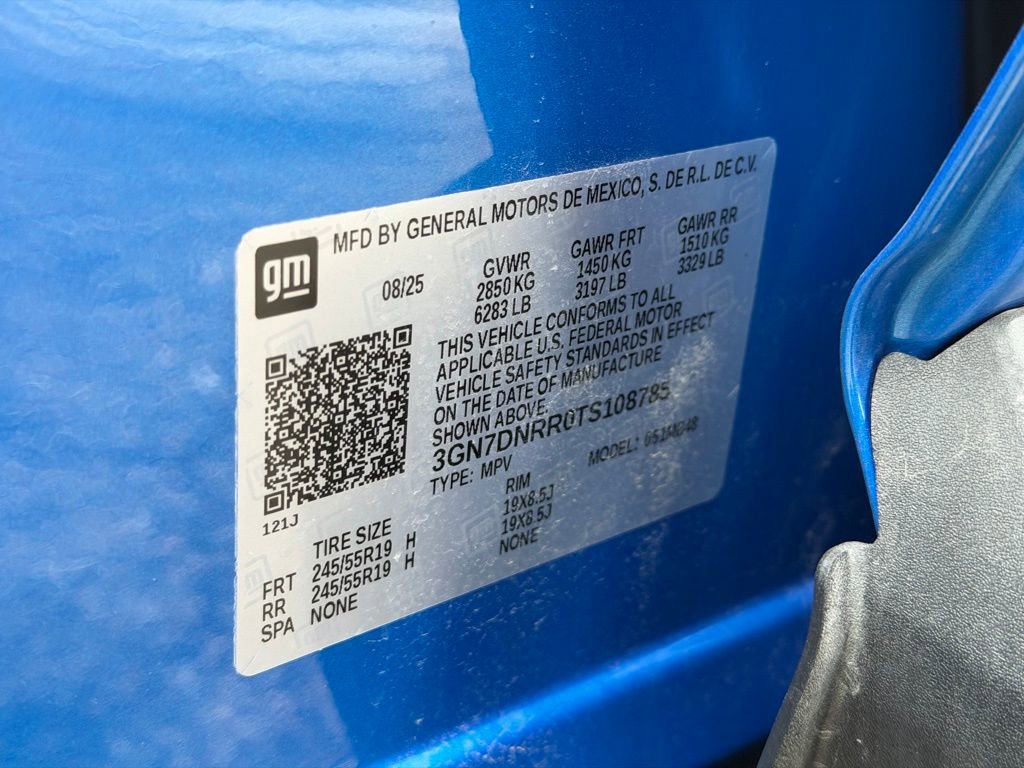 gm
MFD BY GENERAL MOTORS DE MEXICO, S. DE R.L. DE C.V.
08/25
GVWR
2850 KG
6283 LB
GAWR FRT
1450 KG
3197 LB
GAWR RR
1510 KG
3329 LB
THIS VEHICLE CONFORMS TO ALL
APPLICABLE U.S. FEDERAL MOTOR
VEHICLE SAFETY STANDARDS IN EFFECT
ON THE DATE OF MANUFACTURE
SHOWN ABOVE.
3GN7DNRR0TS108785
TYPE: MPV
MODEL:
121J
TIRE SIZE
RIM
FRT 245/55R19 H 19X8.5J
RR 245/55R19 H 19X8.5J
SPA NONE NONE